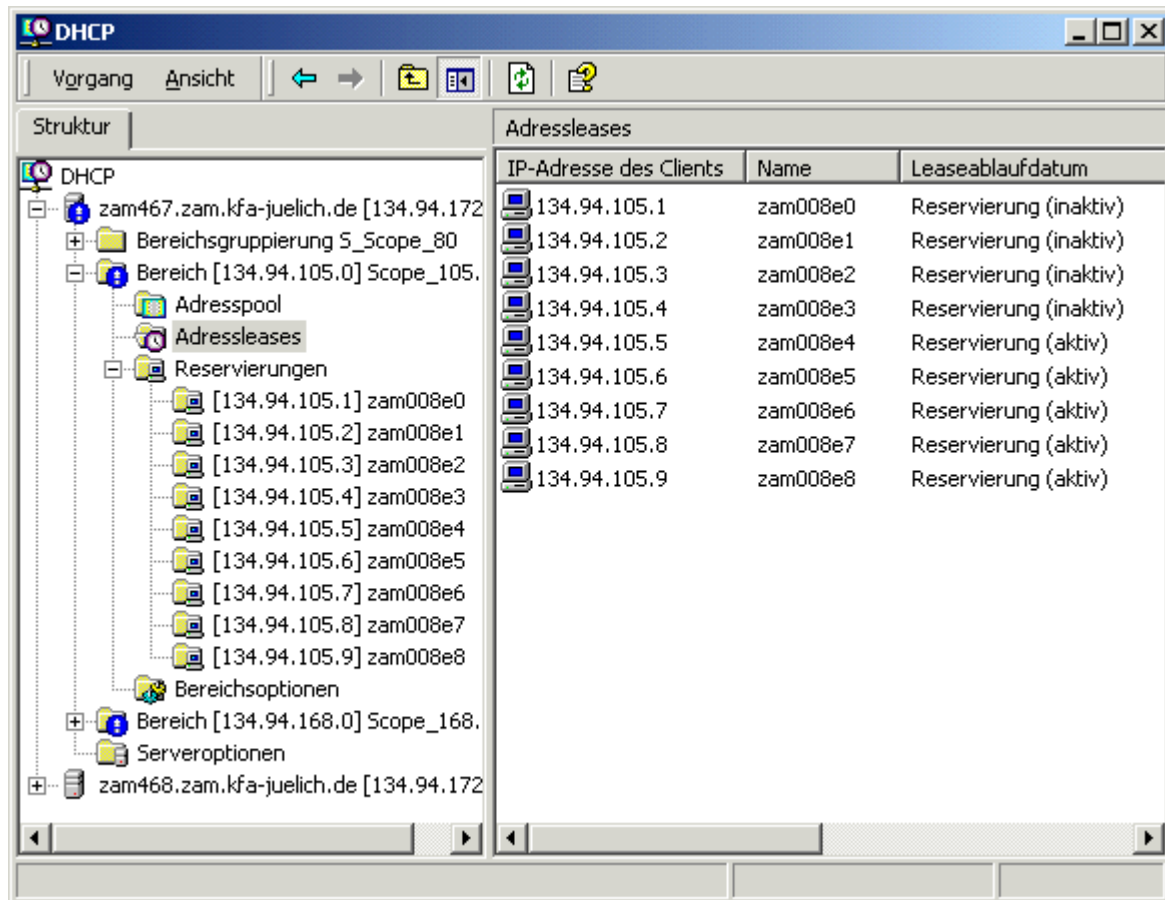 DHCP
Vorgang Ansicht
Struktur
DHCP
zam467.zam.kfa-juelich.de [134.94.172
Bereichsgruppierung S_Scope_80
Bereich [134.94.105.0] Scope_105.
Adresspool
Adressleases
Reservierungen
[134.94.105.1] zam008e0
[134.94.105.2] zam008e1
[134.94.105.3] zam008e2
[134.94.105.4] zam008e3
[134.94.105.5] zam008e4
[134.94.105.6] zam008e5
[134.94.105.7] zam008e6
[134.94.105.8] zam008e7
[134.94.105.9] zam008e8
Bereichsoptionen
Bereich [134.94.168.0] Scope_168.
Serveroptionen
zam468.zam.kfa-juelich.de [134.94.172
Adressleases
IP-Adresse des Clients Name Leaseablaufdatum
134.94.105.1 zam008e0 Reservierung (inaktiv)
134.94.105.2 zam008e1 Reservierung (inaktiv)
134.94.105.3 zam008e2 Reservierung (inaktiv)
134.94.105.4 zam008e3 Reservierung (inaktiv)
134.94.105.5 zam008e4 Reservierung (aktiv)
134.94.105.6 zam008e5 Reservierung (aktiv)
134.94.105.7 zam008e6 Reservierung (aktiv)
134.94.105.8 zam008e7 Reservierung (aktiv)
134.94.105.9 zam008e8 Reservierung (aktiv)